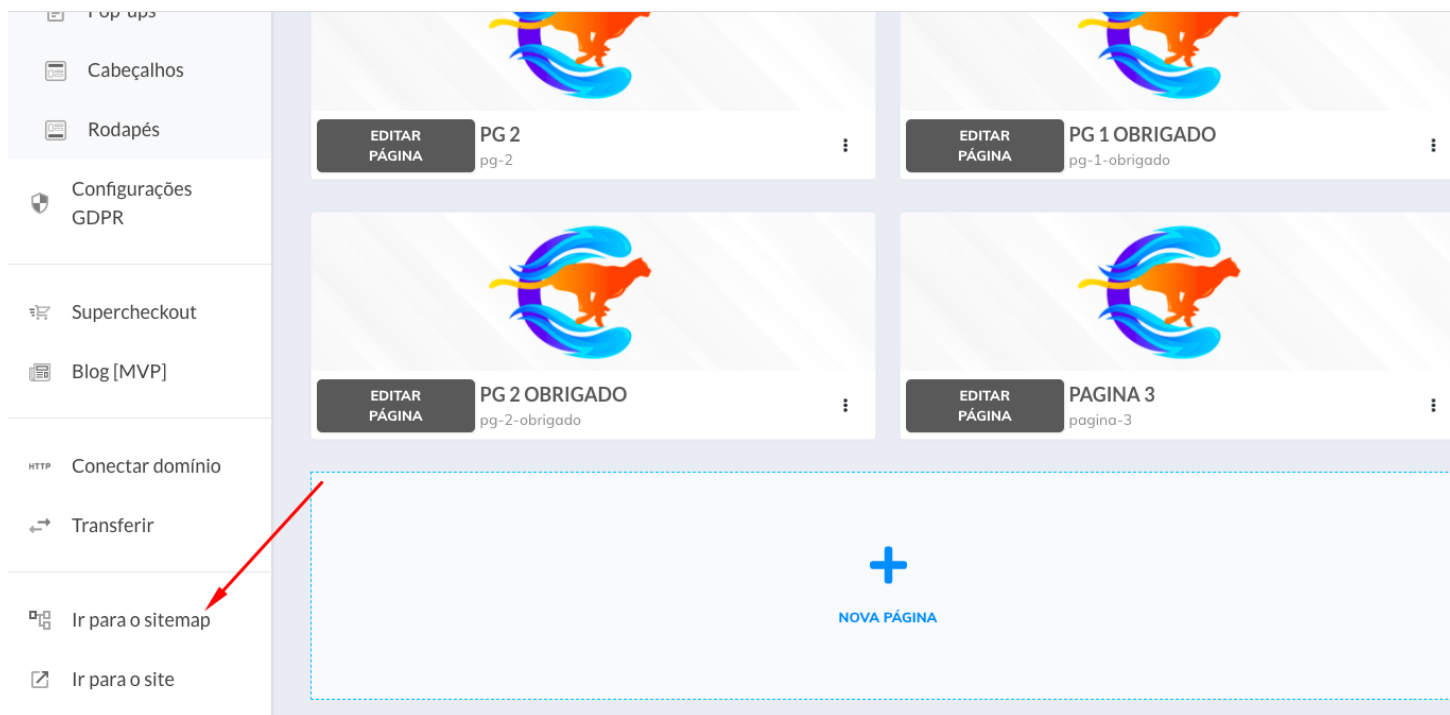 Pop-ups
Cabeçalhos
Rodapés
Configurações
GDPR
Supercheckout
Blog [MVP]
HTTP Conectar domínio
Transferir
Ir para o sitemap
Ir para o site
EDITAR
PÁGINA
PG 2
pg-2
EDITAR
PÁGINA
PG 1 OBRIGADO
pg-1-obrigado
EDITAR
PÁGINA
PG 2 OBRIGADO
pg-2-obrigado
EDITAR
PÁGINA
PAGINA 3
pagina-3
NOVA PÁGINA